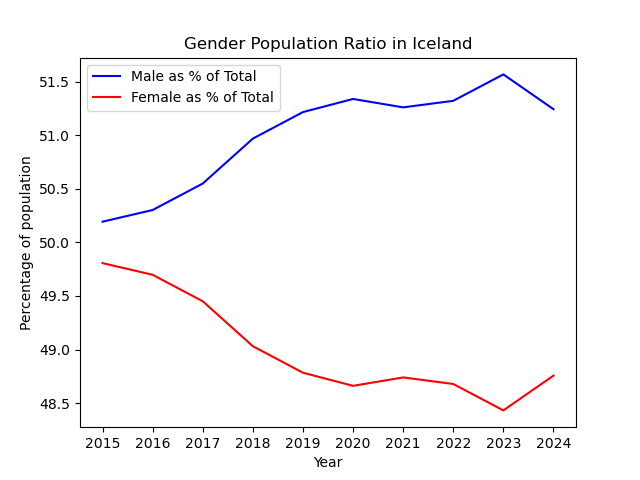 Gender Population Ratio in Iceland
Male as % of Total
Female as % of Total
Percentage of population
51.5
51.0
50.5
50.0
49.5
49.0
48.5
2015 2016 2017 2018 2019 2020 2021 2022 2023 2024
Year